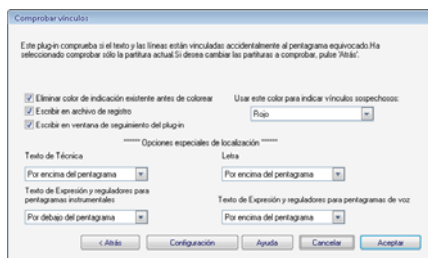 Comprobar vínculos
Este plug-in comprueba si el texto y las líneas están vinculadas accidentalmente al pentagrama equivocado.Ha
seleccionado comprobar sólo la partitura actual.Si desea cambiar las partituras a comprobar, pulse 'Atrás'.
Eliminar color de indicación existente antes de colorear
Usar este color para indicar vínculos sospechosos:
Escribir en archivo de registro
Rojo
Escribir en ventana de seguimiento del plug-in
****** Opciones especiales de localización ******
Texto de Técnica
Letra
Por encima del pentagrama
Por encima del pentagrama
Texto de Expresión y reguladores para
pentagramas instrumentales
Texto de Expresión y reguladores para pentagramas de voz
Por debajo del pentagrama
Por encima del pentagrama
< Atrás
Configuración
Ayuda
Cancelar
Aceptar